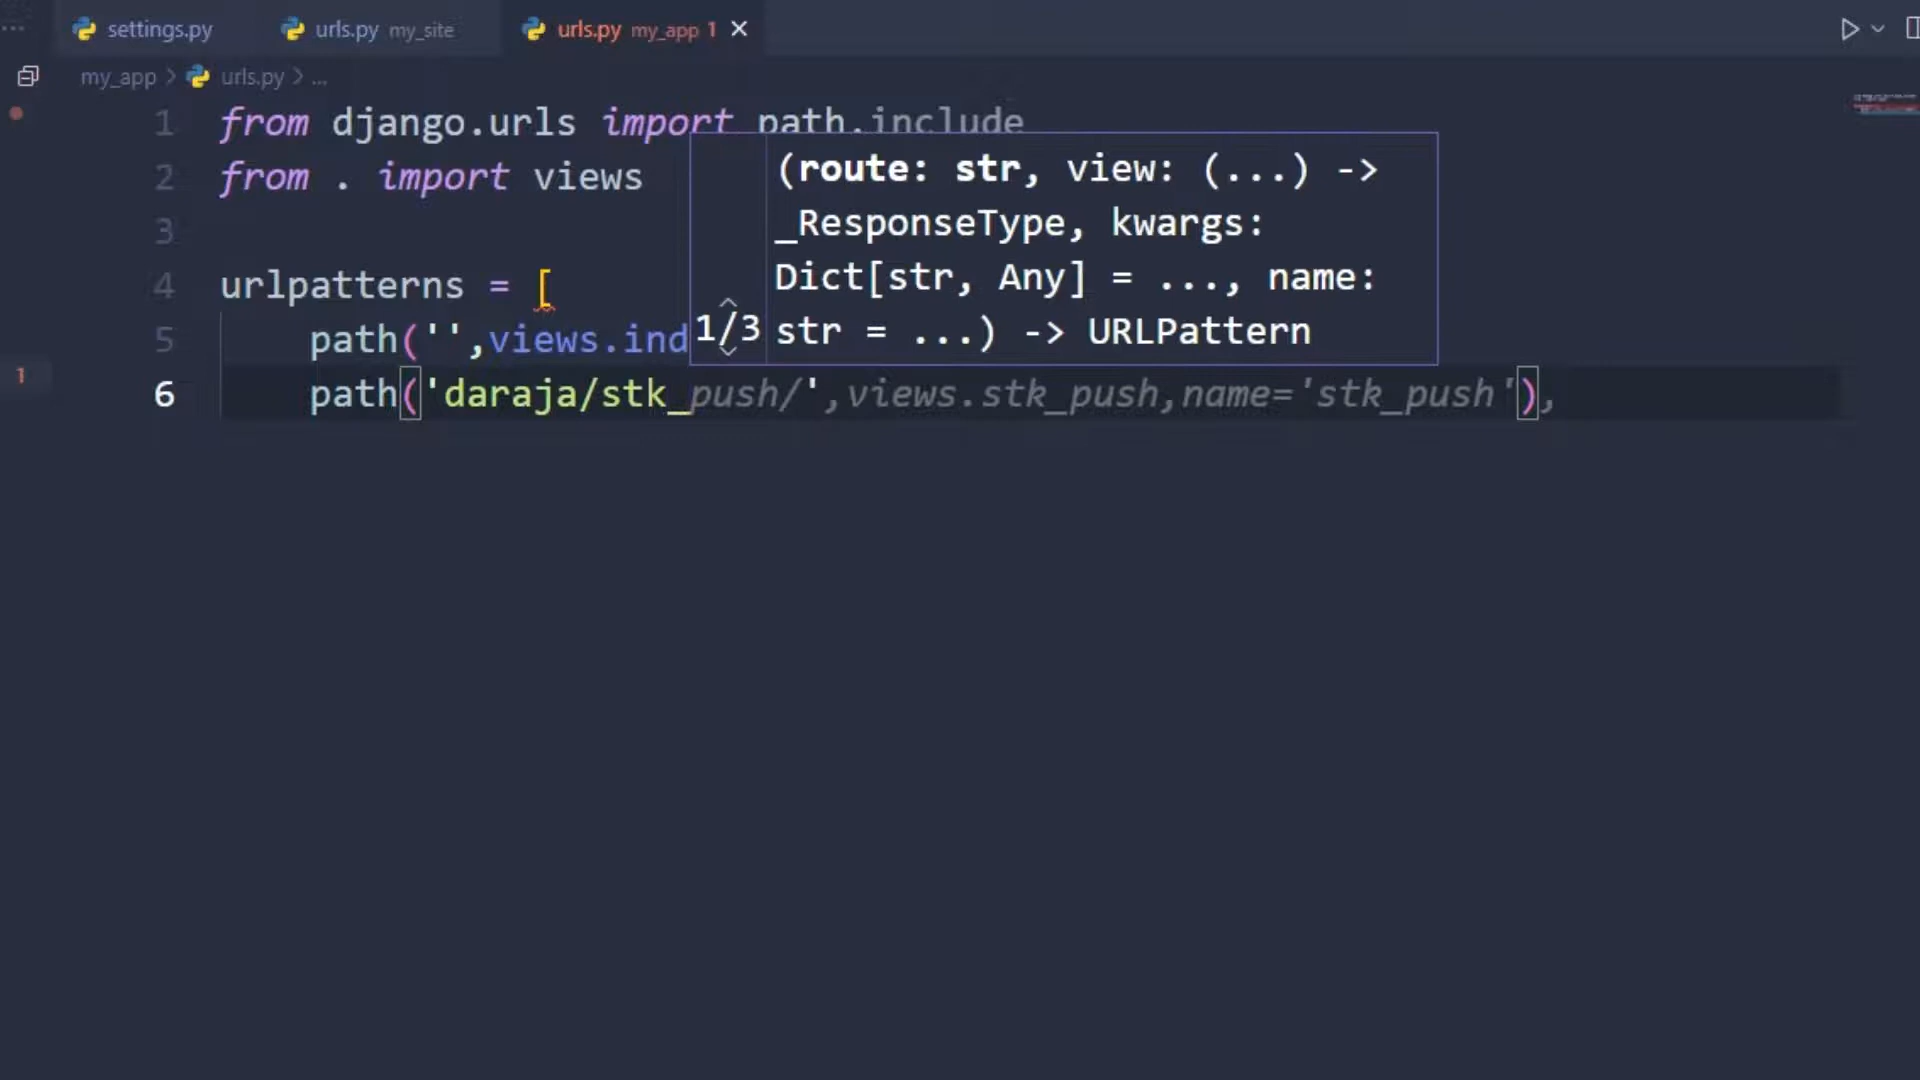 settings.py urls.py my_site urls.py my_app 1
my_app > urls.py > ...
1 from django.urls import path,include
2 from . import views
3
4 urlpatterns = [
5 path('',views.ind
6 path('daraja/stk_push/',views.stk_push,name='stk_push'),
(route: str, view: (...) ->
_ResponseType, kwargs:
Dict[str, Any] = ..., name:
1/3 str = ...) -> URLPattern
1